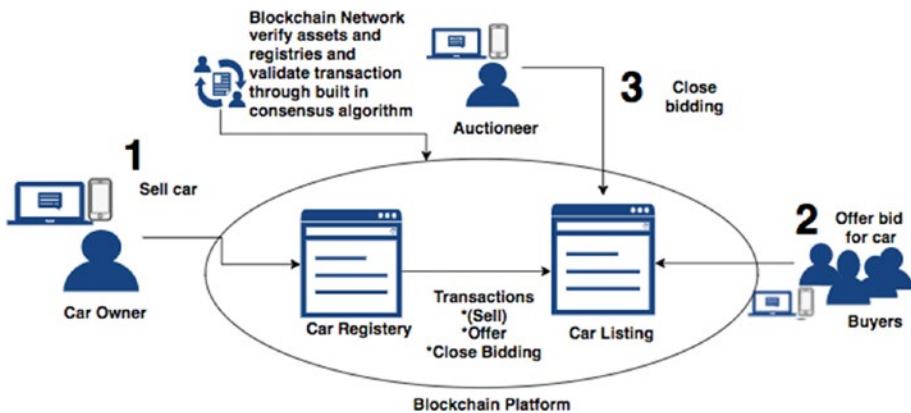 Blockchain Network
verify assets and
registries and
validate transaction
through built in
consensus algorithm
Auctioneer
3
Close
bidding
1
Sell car
Car Owner
2
Offer bid
for car
Buyers
Car Registery
Transactions
*(Sell)
*Offer
*Close Bidding
Car Listing
Blockchain Platform